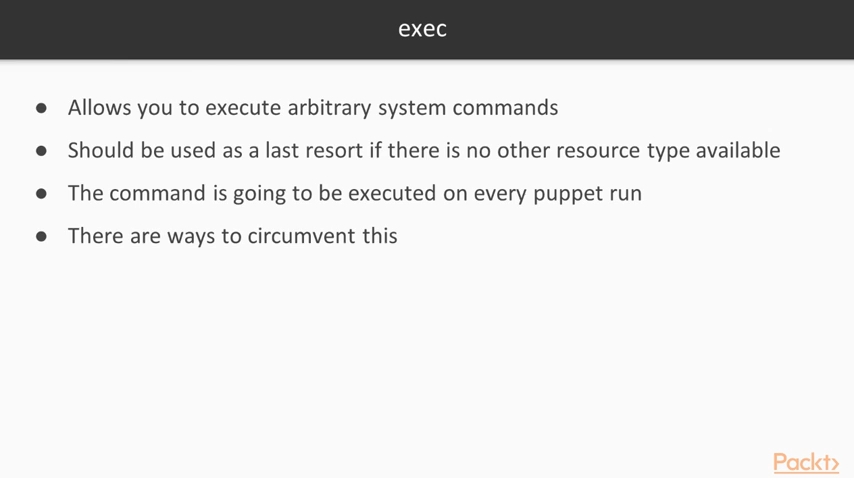 exec
● Allows you to execute arbitrary system commands
● Should be used as a last resort if there is no other resource type available
● The command is going to be executed on every puppet run
● There are ways to circumvent this
Packt>